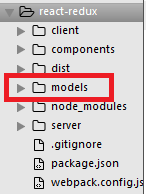 react-redux
client
components
dist
models
node_modules
server
.gitignore
package.json
webpack.config.js